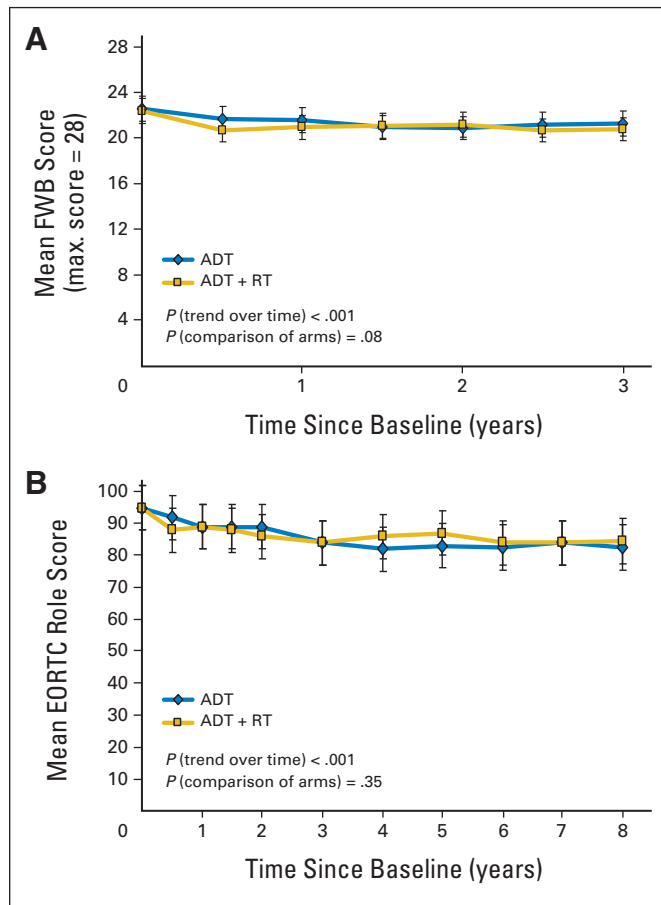 A
28
24
20
16
12
8
4
0
1
2
3
Mean FWB Score
(max. score = 28)
ADT
ADT + RT
P (trend over time) < .001
P (comparison of arms) = .08
Time Since Baseline (years)
B
100
90
80
70
60
50
40
30
20
10
0
1
2
3
4
5
6
7
8
Mean EORTC Role Score
ADT
ADT + RT
P (trend over time) < .001
P (comparison of arms) = .35
Time Since Baseline (years)